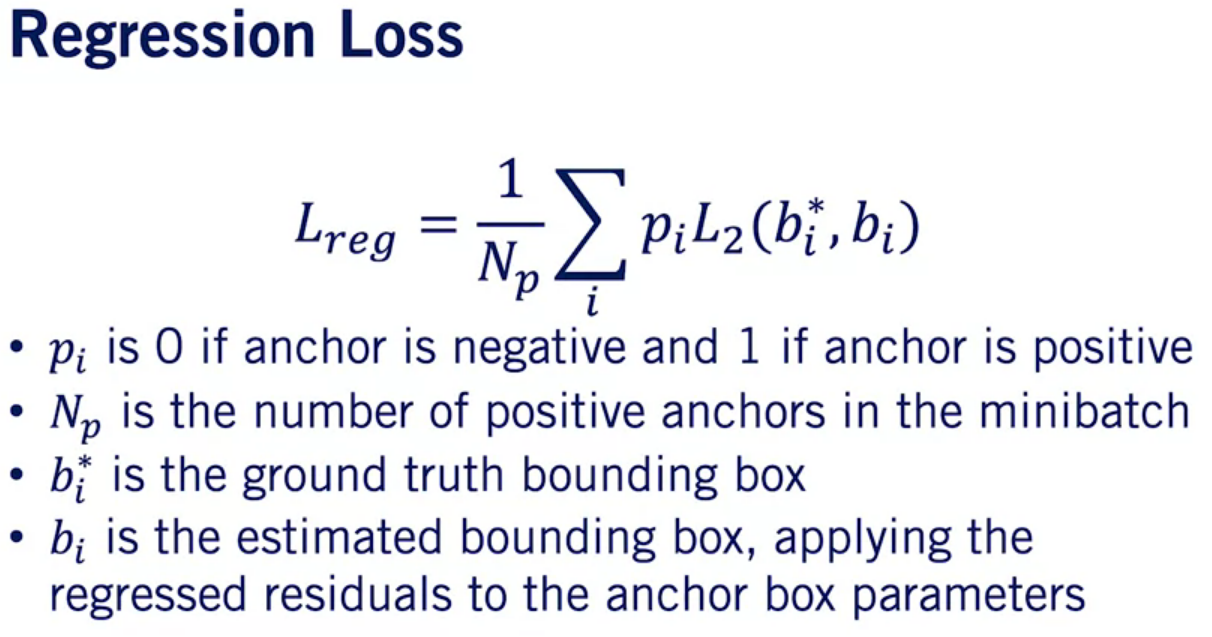 Regression Loss
L_{reg} = \frac{1}{N_p} \sum_i p_i L_2(b_i^*, b_i)
• p_i is 0 if anchor is negative and 1 if anchor is positive
• N_p is the number of positive anchors in the minibatch
• b_i^* is the ground truth bounding box
• b_i is the estimated bounding box, applying the
regressed residuals to the anchor box parameters